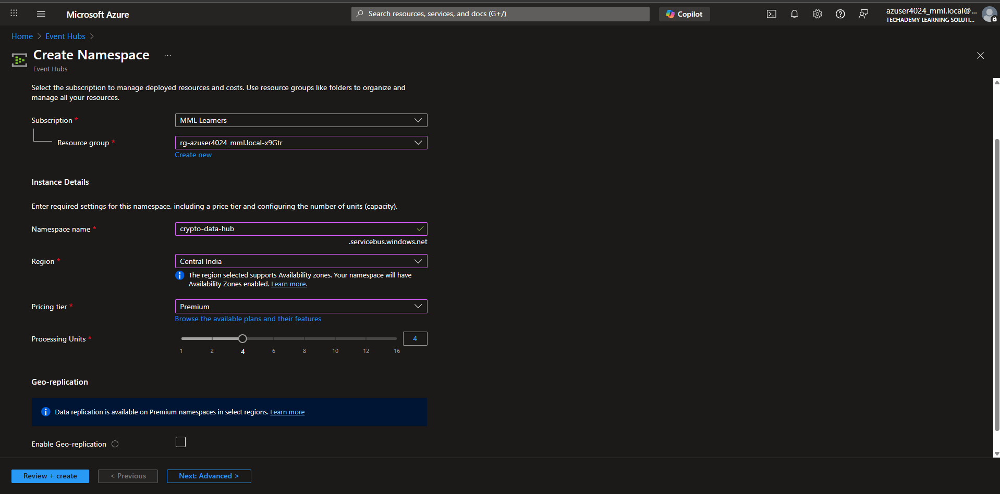 Microsoft Azure
Search resources, services, and docs (G+/)
Copilot
azuser4024_mml.local@...
TECHADEMY LEARNING SOLUTI...
Home > Event Hubs >
Create Namespace ...
Event Hubs
Select the subscription to manage deployed resources and costs. Use resource groups like folders to organize and
manage all your resources.
Subscription *
MML Learners
Resource group *
rg-azuser4024_mml.local-x9Gtr
Create new
Instance Details
Enter required settings for this namespace, including a price tier and configuring the number of units (capacity).
Namespace name *
crypto-data-hub
.servicebus.windows.net
Region *
Central India
The region selected supports Availability zones. Your namespace will have
Availability Zones enabled. Learn more.
Pricing tier *
Premium
Browse the available plans and their features
Processing Units *
4
1 2 4 6 8 10 12 16
Geo-replication
Data replication is available on Premium namespaces in select regions. Learn more
Enable Geo-replication
Review + create
< Previous
Next: Advanced >